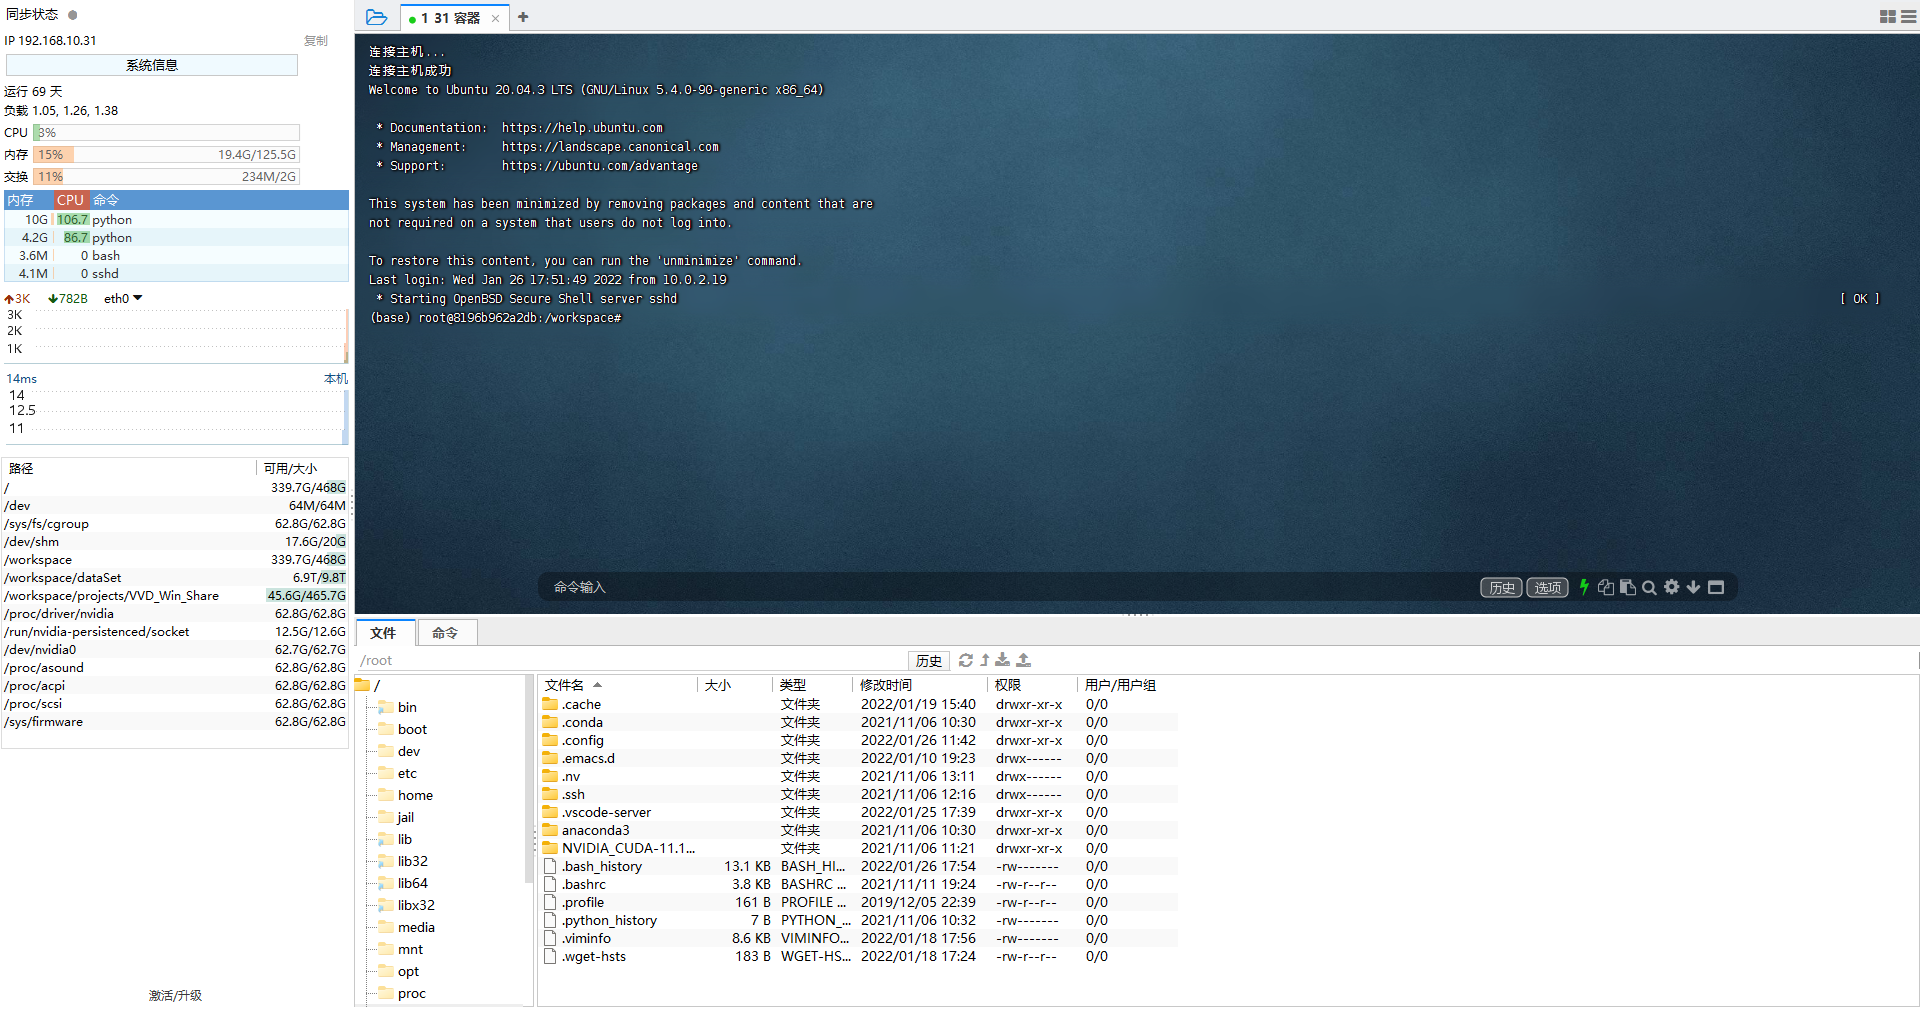 同步状态
IP 192.168.10.31 复制
系统信息
运行 69 天
负载 1.05, 1.26, 1.38
CPU 3%
内存 15% 19.4G/125.5G
交换 11% 234M/2G
内存 CPU 命令
10G 106.7 python
4.2G 86.7 python
3.6M 0 bash
4.1M 0 sshd
3K 782B eth0
3K
2K
1K
14ms 本机
14
12.5
11
路径 可用/大小
/ 339.7G/468G
/dev 64M/64M
/sys/fs/cgroup 62.8G/62.8G
/dev/shm 17.6G/20G
/workspace 339.7G/468G
/workspace/dataSet 6.9T/9.8T
/workspace/projects/VVD_Win_Share 45.6G/465.7G
/proc/driver/nvidia 62.8G/62.8G
/run/nvidia-persistenced/socket 12.5G/12.6G
/dev/nvidia0 62.7G/62.7G
/proc/asound 62.8G/62.8G
/proc/acpi 62.8G/62.8G
/proc/scsi 62.8G/62.8G
/sys/firmware 62.8G/62.8G
激活/升级
1 31 容器
连接主机...
连接主机成功
Welcome to Ubuntu 20.04.3 LTS (GNU/Linux 5.4.0-90-generic x86_64)
* Documentation: https://help.ubuntu.com
* Management: https://landscape.canonical.com
* Support: https://ubuntu.com/advantage
This system has been minimized by removing packages and content that are
not required on a system that users do not log into.
To restore this content, you can run the 'unminimize' command.
Last login: Wed Jan 26 17:51:49 2022 from 10.0.2.19
* Starting OpenBSD Secure Shell server sshd [ OK ]
(base) root@8196b962a2db:/workspace#
命令输入 历史 选项
文件 命令
/root 历史
/
bin
boot
dev
etc
home
jail
lib
lib32
lib64
libx32
media
mnt
opt
proc
文件名 大小 类型 修改时间 权限 用户/用户组
.cache 文件夹 2022/01/19 15:40 drwxr-xr-x 0/0
.conda 文件夹 2021/11/06 10:30 drwxr-xr-x 0/0
.config 文件夹 2022/01/26 11:42 drwxr-xr-x 0/0
.emacs.d 文件夹 2022/01/10 19:23 drwx------ 0/0
.nv 文件夹 2021/11/06 13:11 drwx------ 0/0
.ssh 文件夹 2021/11/06 12:16 drwx------ 0/0
.vscode-server 文件夹 2022/01/25 17:39 drwxr-xr-x 0/0
anaconda3 文件夹 2021/11/06 10:30 drwxr-xr-x 0/0
NVIDIA_CUDA-11.1... 文件夹 2021/11/06 11:21 drwxr-xr-x 0/0
.bash_history 13.1 KB BASH_HI... 2022/01/26 17:54 -rw------- 0/0
.bashrc 3.8 KB BASHRC ... 2021/11/11 19:24 -rw-r--r-- 0/0
.profile 161 B PROFILE ... 2019/12/05 22:39 -rw-r--r-- 0/0
.python_history 7 B PYTHON_... 2021/11/06 10:32 -rw------- 0/0
.viminfo 8.6 KB VIMINFO... 2022/01/18 17:56 -rw------- 0/0
.wget-hsts 183 B WGET-HS... 2022/01/18 17:24 -rw-r--r-- 0/0